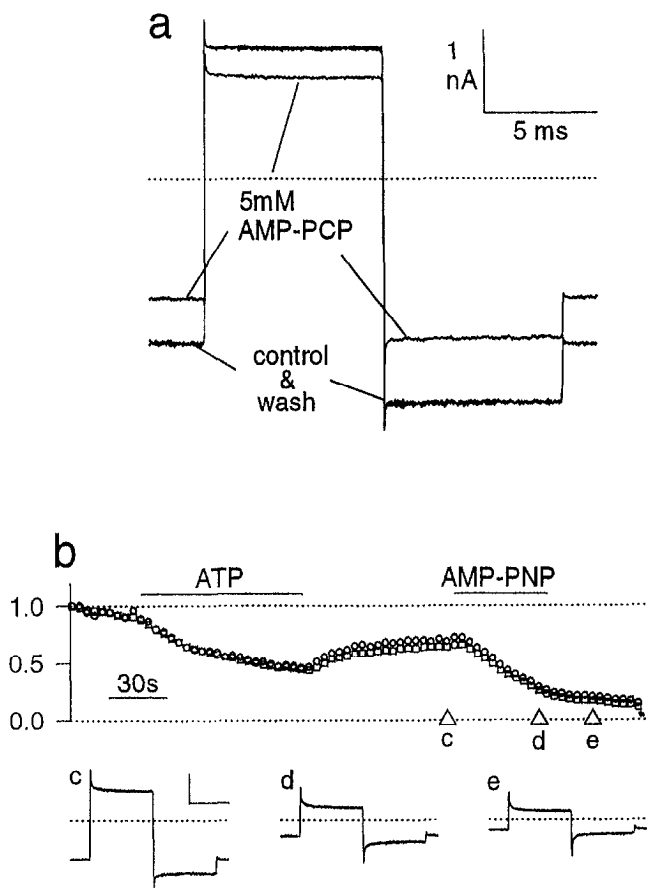 a
1
nA
5 ms
5mM
AMP-PCP
control
&
wash
b
ATP
AMP-PNP
1.0
0.5
30s
0.0
c
d
e
c
d
e